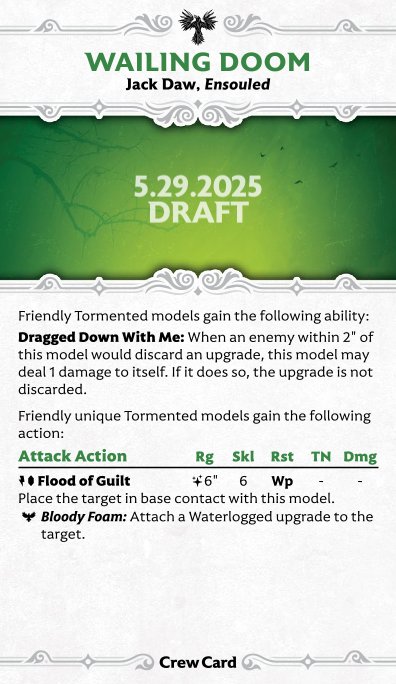 WAILING DOOM
Jack Daw, Ensouled
5.29.2025
DRAFT
Friendly Tormented models gain the following ability:
Dragged Down With Me: When an enemy within 2" of
this model would discard an upgrade, this model may
deal 1 damage to itself. If it does so, the upgrade is not
discarded.
Friendly unique Tormented models gain the following
action:
Attack Action Rg Skl Rst TN Dmg
Flood of Guilt 6" 6 Wp - -
Place the target in base contact with this model.
Bloody Foam: Attach a Waterlogged upgrade to the
target.
Crew Card